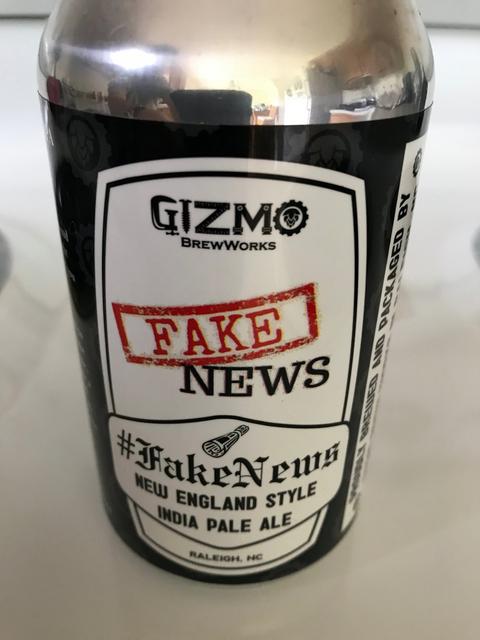 GIZMO
BREWWORKS
FAKE
NEWS
#FakeNews
NEW ENGLAND STYLE
INDIA PALE ALE
RALEIGH, NC
BREWED AND PACKAGED BY